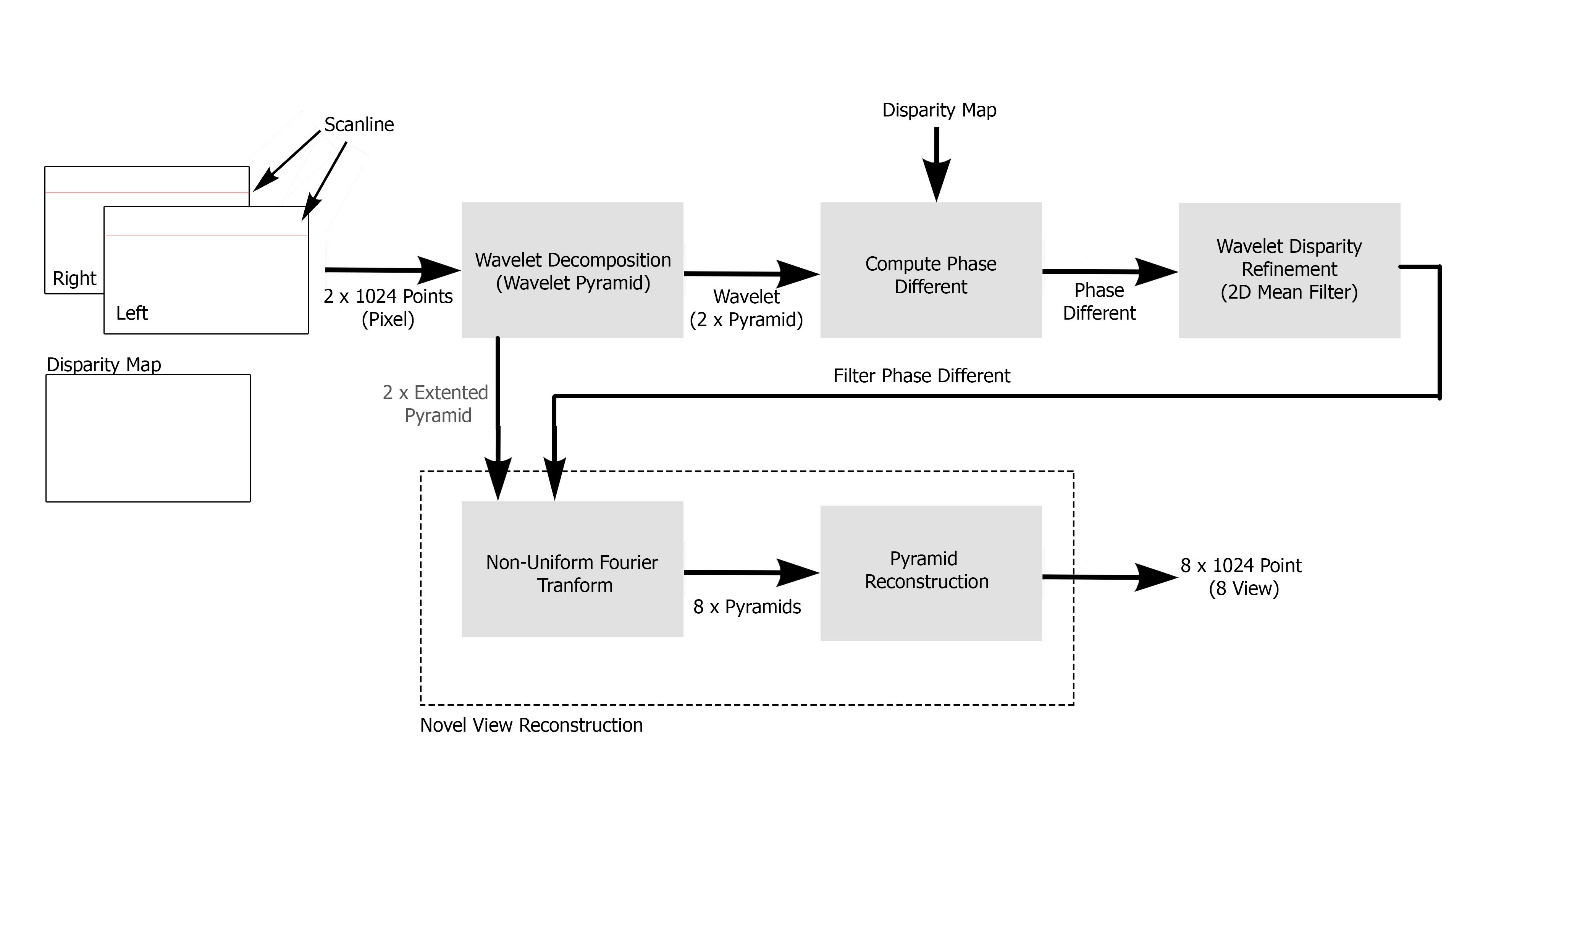 Scanline
Disparity Map
Right
Left
2 x 1024 Points
(Pixel)
Wavelet Decomposition
(Wavelet Pyramid)
Wavelet
(2 x Pyramid)
Compute Phase
Different
Phase
Different
Wavelet Disparity
Refinement
(2D Mean Filter)
Disparity Map
2 x Extented
Pyramid
Filter Phase Different
Non-Uniform Fourier
Tranform
8 x Pyramids
Pyramid
Reconstruction
8 x 1024 Point
(8 View)
Novel View Reconstruction